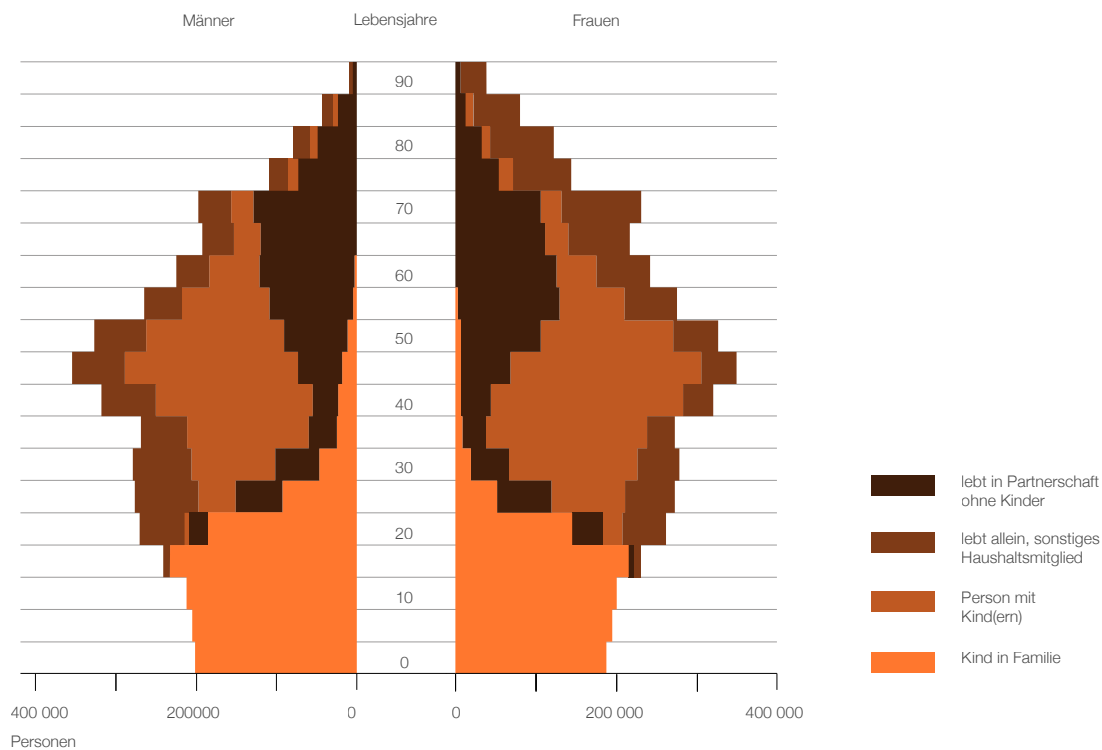 Männer
Lebensjahre
Frauen
90
80
70
60
50
40
30
20
10
0
400 000
200000
0
0
200 000
400 000
Personen
lebt in Partnerschaft
ohne Kinder
lebt allein, sonstiges
Haushaltsmitglied
Person mit
Kind(ern)
Kind in Familie